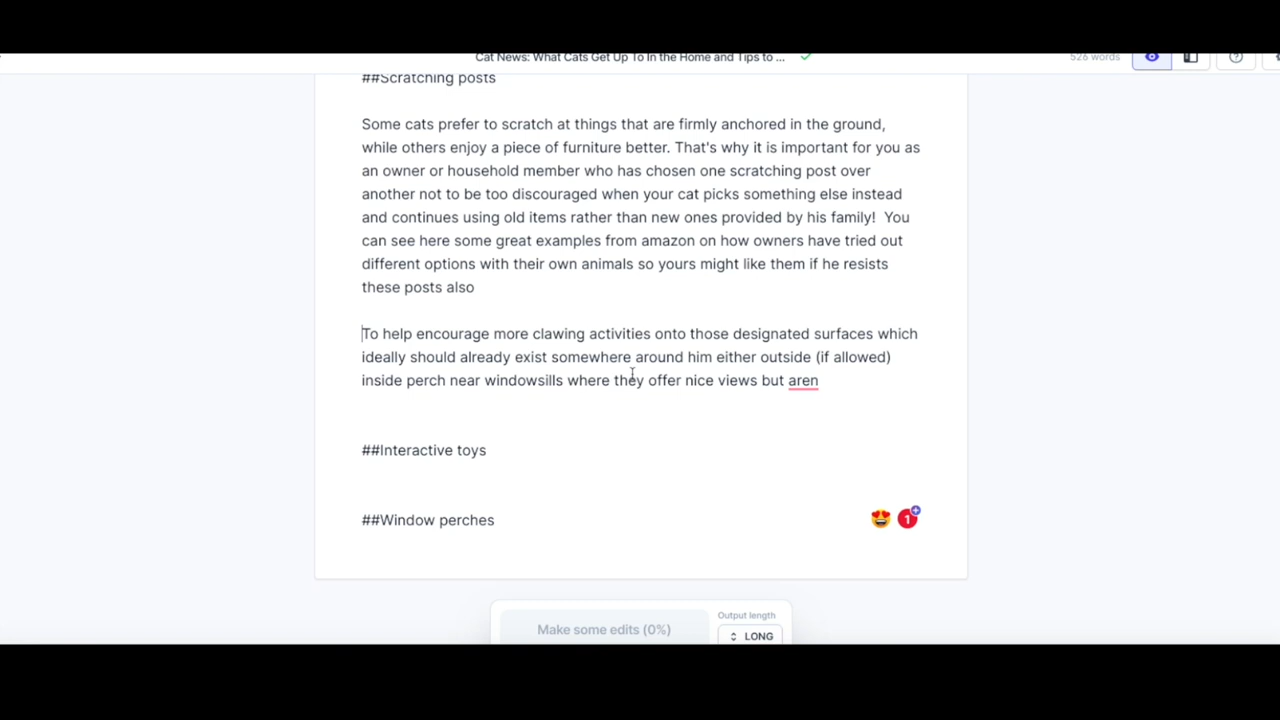 Cat News: What Cats Get Up To In the Home and Tips to ...
526 words
##Scratching posts
Some cats prefer to scratch at things that are firmly anchored in the ground,
while others enjoy a piece of furniture better. That's why it is important for you as
an owner or household member who has chosen one scratching post over
another not to be too discouraged when your cat picks something else instead
and continues using old items rather than new ones provided by his family!  You
can see here some great examples from amazon on how owners have tried out
different options with their own animals so yours might like them if he resists
these posts also
To help encourage more clawing activities onto those designated surfaces which
ideally should already exist somewhere around him either outside (if allowed)
inside perch near windowsills where they offer nice views but aren
##Interactive toys
##Window perches
1
Make some edits (0%)
Output length
LONG